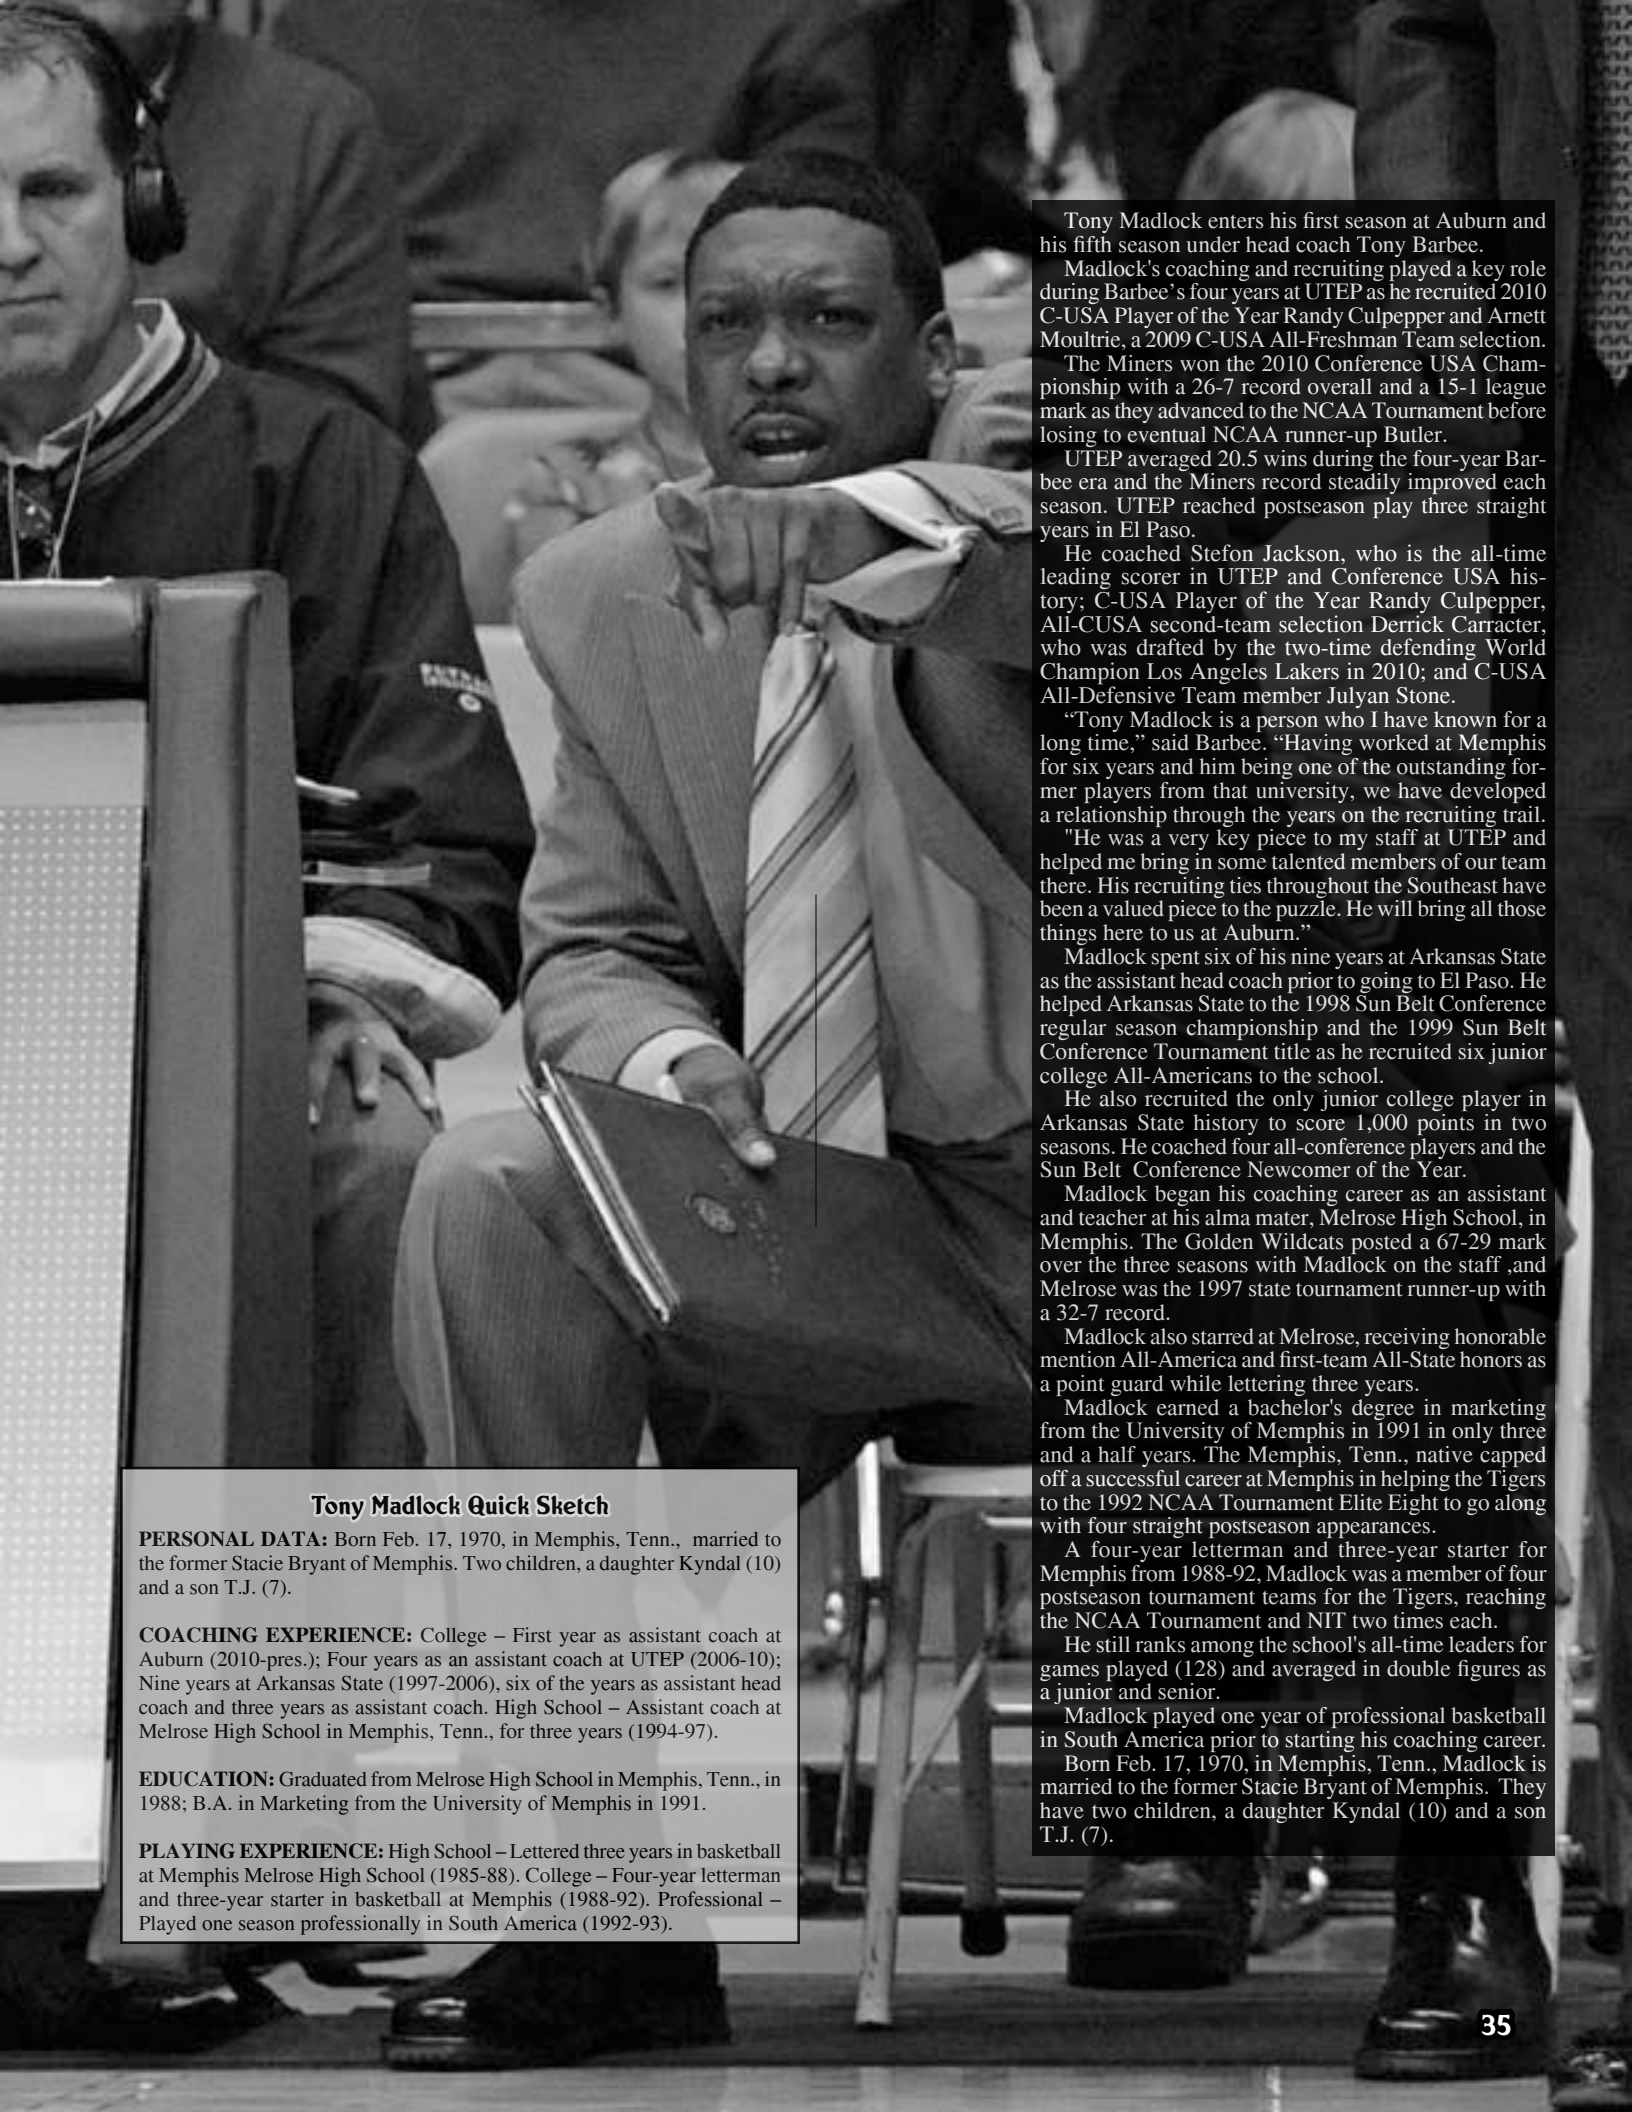 Tony Madlock enters his first season at Auburn and
his fifth season under head coach Tony Barbee.
Madlock's coaching and recruiting played a key role
during Barbee’s four years at UTEP as he recruited 2010
C-USA Player of the Year Randy Culpepper and Arnett
Moultrie, a 2009 C-USA All-Freshman Team selection.
The Miners won the 2010 Conference USA Cham-
pionship with a 26-7 record overall and a 15-1 league
mark as they advanced to the NCAA Tournament before
losing to eventual NCAA runner-up Butler.
UTEP averaged 20.5 wins during the four-year Bar-
bee era and the Miners record steadily improved each
season. UTEP reached postseason play three straight
years in El Paso.
He coached Stefon Jackson, who is the all-time
leading scorer in UTEP and Conference USA his-
tory; C-USA Player of the Year Randy Culpepper,
All-CUSA second-team selection Derrick Carracter,
who was drafted by the two-time defending World
Champion Los Angeles Lakers in 2010; and C-USA
All-Defensive Team member Julyan Stone.
“Tony Madlock is a person who I have known for a
long time,” said Barbee. “Having worked at Memphis
for six years and him being one of the outstanding for-
mer players from that university, we have developed
a relationship through the years on the recruiting trail.
"He was a very key piece to my staff at UTEP and
helped me bring in some talented members of our team
there. His recruiting ties throughout the Southeast have
been a valued piece to the puzzle. He will bring all those
things here to us at Auburn.”
Madlock spent six of his nine years at Arkansas State
as the assistant head coach prior to going to El Paso. He
helped Arkansas State to the 1998 Sun Belt Conference
regular season championship and the 1999 Sun Belt
Conference Tournament title as he recruited six junior
college All-Americans to the school.
He also recruited the only junior college player in
Arkansas State history to score 1,000 points in two
seasons. He coached four all-conference players and the
Sun Belt  Conference Newcomer of the Year.
Madlock began his coaching career as an assistant
and teacher at his alma mater, Melrose High School, in
Memphis. The Golden Wildcats posted a 67-29 mark
over the three seasons with Madlock on the staff ,and
Melrose was the 1997 state tournament runner-up with
a 32-7 record.
Madlock also starred at Melrose, receiving honorable
mention All-America and first-team All-State honors as
a point guard while lettering three years.
Madlock earned a bachelor's degree in marketing
from the University of Memphis in 1991 in only three
and a half years. The Memphis, Tenn., native capped
off a successful career at Memphis in helping the Tigers
to the 1992 NCAA Tournament Elite Eight to go along
with four straight postseason appearances.
A four-year letterman and three-year starter for
Memphis from 1988-92, Madlock was a member of four
postseason tournament teams for the Tigers, reaching
the NCAA Tournament and NIT two times each.
He still ranks among the school's all-time leaders for
games played (128) and averaged in double figures as
a junior and senior.
Madlock played one year of professional basketball
in South America prior to starting his coaching career.
Born Feb. 17, 1970, in Memphis, Tenn., Madlock is
married to the former Stacie Bryant of Memphis.  They
have two children, a daughter Kyndal (10) and a son
T.J. (7).
Tony Madlock Quick Sketch
PERSONAL DATA: Born Feb. 17, 1970, in Memphis, Tenn.,  married to
the former Stacie Bryant of Memphis. Two children, a daughter Kyndal (10)
and a son T.J. (7).
COACHING EXPERIENCE: College – First year as assistant coach at
Auburn (2010-pres.); Four years as an assistant coach at UTEP (2006-10);
Nine years at Arkansas State (1997-2006), six of the years as assistant head
coach and three years as assistant coach. High School – Assistant coach at
Melrose High School in Memphis, Tenn., for three years (1994-97).
EDUCATION: Graduated from Melrose High School in Memphis, Tenn., in
1988; B.A. in Marketing from the University of Memphis in 1991.
PLAYING EXPERIENCE: High School – Lettered three years in basketball
at Memphis Melrose High School (1985-88). College – Four-year letterman
and three-year starter in basketball at Memphis (1988-92). Professional –
Played one season professionally in South America (1992-93).
35